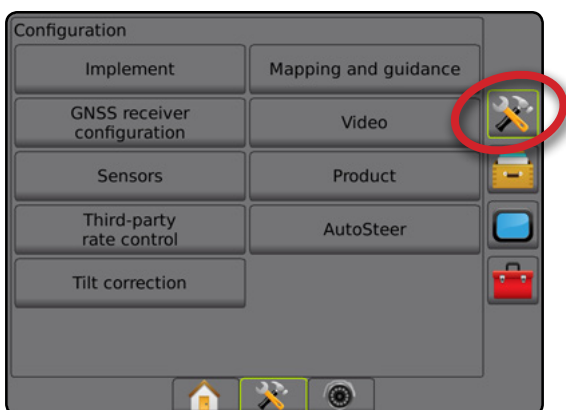 Configuration
Implement
Mapping and guidance
GNSS receiver
configuration
Video
Sensors
Product
Third-party
rate control
AutoSteer
Tilt correction